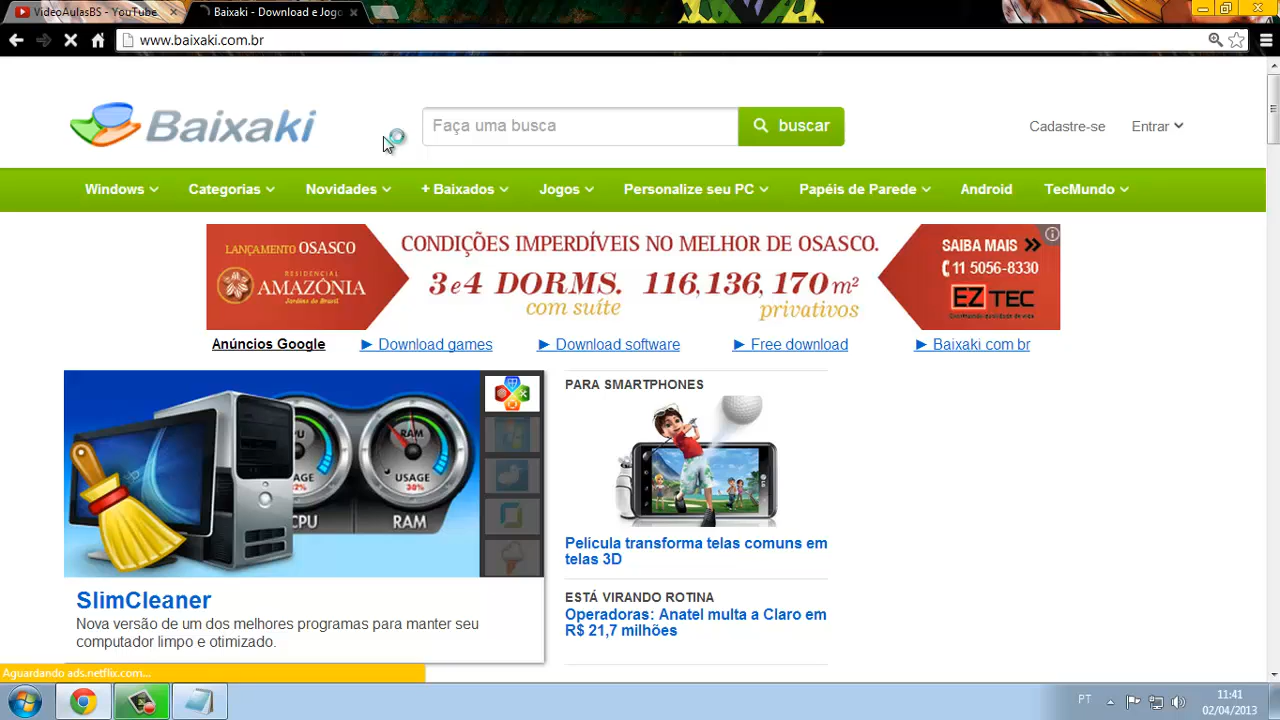 VideoAulasBS - YouTube
Baixaki - Download e Jogo
www.baixaki.com.br
Baixaki
Faça uma busca
buscar
Cadastre-se
Entrar
Windows
Categorias
Novidades
+ Baixados
Jogos
Personalize seu PC
Papéis de Parede
Android
TecMundo
LANÇAMENTO OSASCO
RESIDENCIAL
AMAZÔNIA
Jardins do Brasil
CONDIÇÕES IMPERDÍVEIS NO MELHOR DE OSASCO.
3 e 4 DORMS. 116,136,170 m²
com suíte privativos
SAIBA MAIS
11 5056-8330
EZTEC
Anúncios Google
► Download games
► Download software
► Free download
► Baixaki com br
RAM
USAGE
38%
CPU
RAM
SlimCleaner
Nova versão de um dos melhores programas para manter seu
computador limpo e otimizado.
PARA SMARTPHONES
LG
Película transforma telas comuns em
telas 3D
ESTÁ VIRANDO ROTINA
Operadoras: Anatel multa a Claro em
R$ 21,7 milhões
Aguardando ads.netflix.com...
PT
11:41
02/04/2013